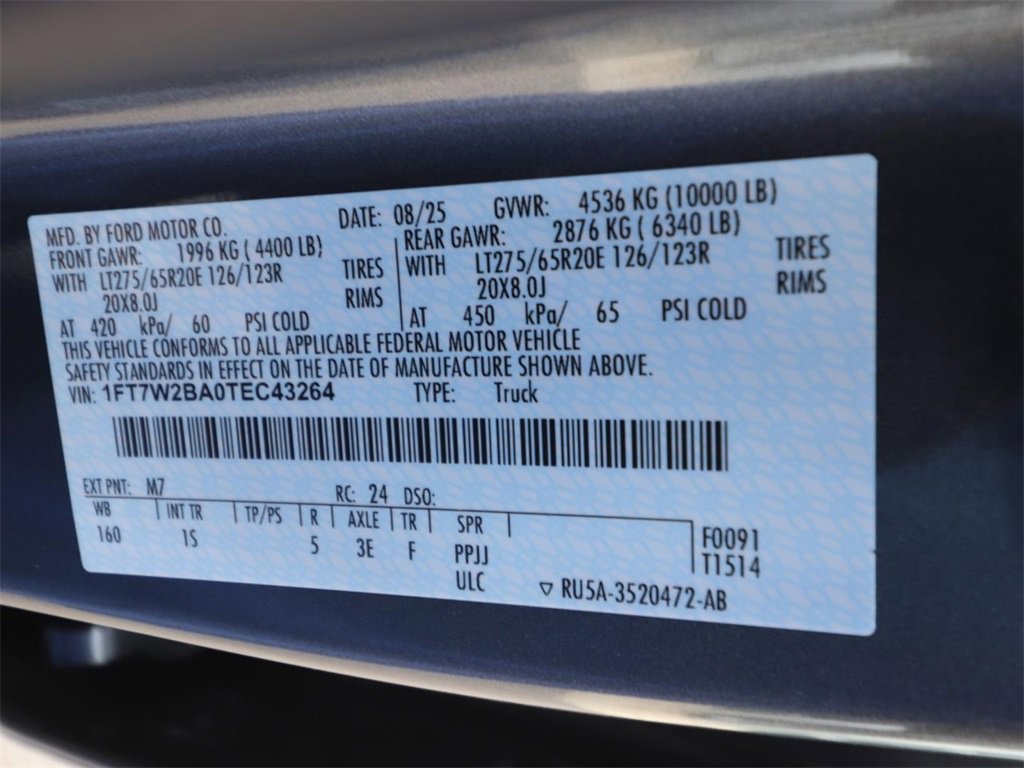 MFD. BY FORD MOTOR CO. DATE: 08/25 GVWR: 4536 KG (10000 LB)
FRONT GAWR: 1996 KG ( 4400 LB) REAR GAWR: 2876 KG ( 6340 LB)
WITH LT275/65R20E 126/123R TIRES WITH LT275/65R20E 126/123R TIRES
20X8.0J RIMS 20X8.0J RIMS
AT 420 kPa/ 60 PSI COLD AT 450 kPa/ 65 PSI COLD
THIS VEHICLE CONFORMS TO ALL APPLICABLE FEDERAL MOTOR VEHICLE
SAFETY STANDARDS IN EFFECT ON THE DATE OF MANUFACTURE SHOWN ABOVE.
VIN: 1FT7W2BA0TEC43264 TYPE: Truck
EXT PNT: M7 RC: 24 DSO:
WB INT TR TP/PS R AXLE TR SPR
160 1S 5 3E F PPJJ
ULC
F0091
T1514
RU5A-3520472-AB